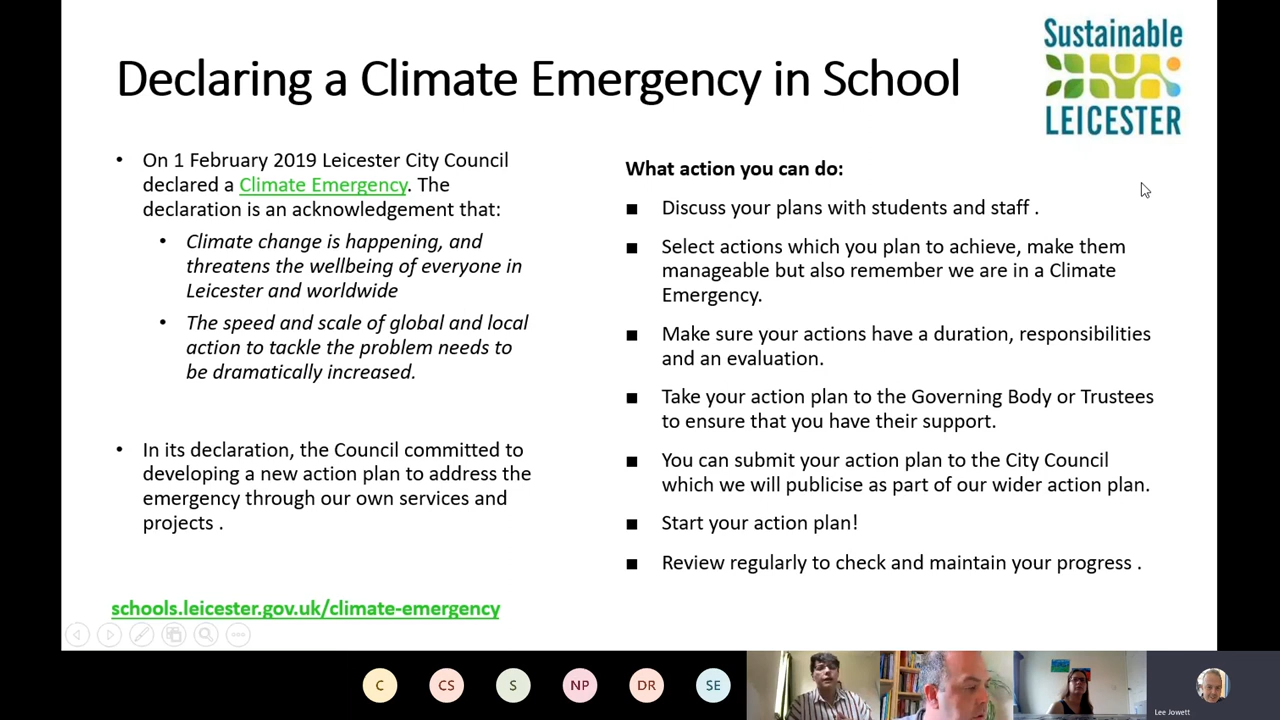 Declaring a Climate Emergency in School
Sustainable
LEICESTER
• On 1 February 2019 Leicester City Council
declared a Climate Emergency. The
declaration is an acknowledgement that:
• Climate change is happening, and
threatens the wellbeing of everyone in
Leicester and worldwide
• The speed and scale of global and local
action to tackle the problem needs to
be dramatically increased.
• In its declaration, the Council committed to
developing a new action plan to address the
emergency through our own services and
projects .
schools.leicester.gov.uk/climate-emergency
What action you can do:
■ Discuss your plans with students and staff .
■ Select actions which you plan to achieve, make them
manageable but also remember we are in a Climate
Emergency.
■ Make sure your actions have a duration, responsibilities
and an evaluation.
■ Take your action plan to the Governing Body or Trustees
to ensure that you have their support.
■ You can submit your action plan to the City Council
which we will publicise as part of our wider action plan.
■ Start your action plan!
■ Review regularly to check and maintain your progress .
C
CS
S
NP
DR
SE
Lee Jowett